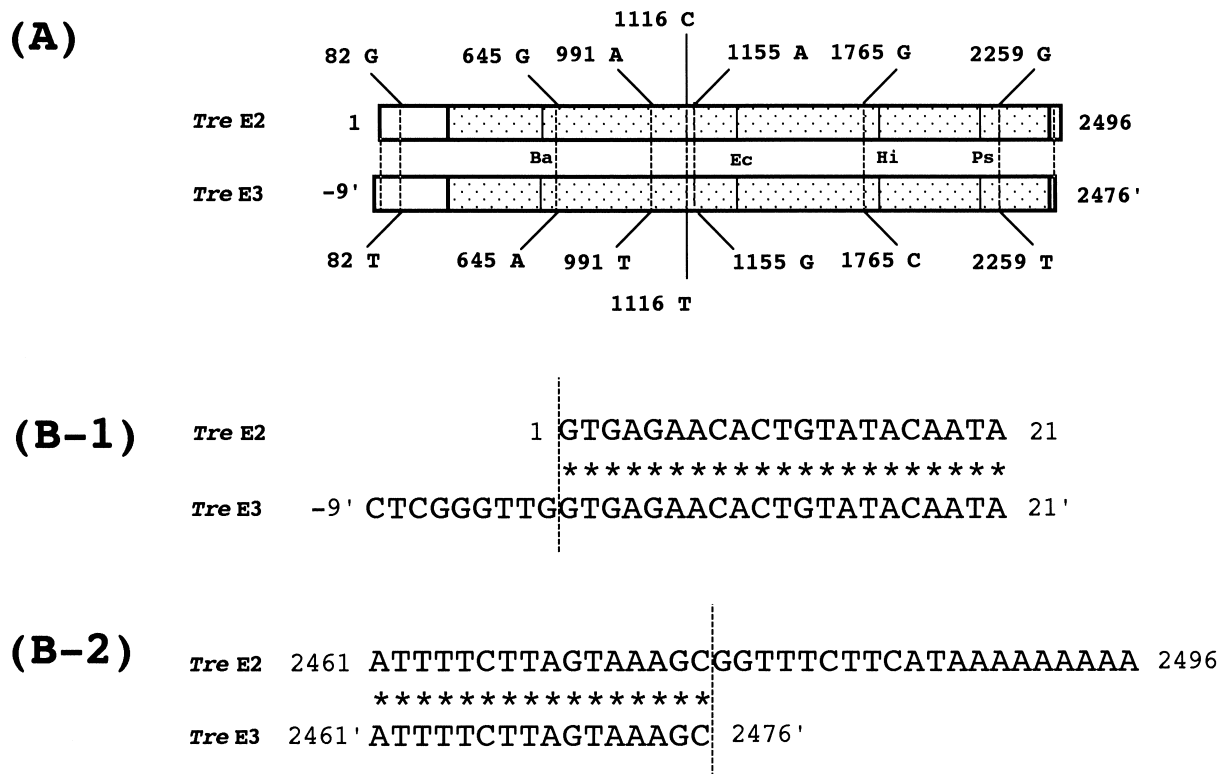 (A)
1116 C
82 G 645 G 991 A 1155 A 1765 G 2259 G
Tre E2 1 2496
Ba Ec Hi Ps
Tre E3 -9' 2476'
82 T 645 A 991 T 1155 G 1765 C 2259 T
1116 T
(B-1)
Tre E2 1 GTGAGAACACTGTATACAATA 21
*********************
Tre E3 -9' CTCGGGTTGGTGAGAACACTGTATACAATA 21'
(B-2)
Tre E2 2461 ATTTTCTTAGTAAAGCGGTTTCTTCATAAAAAAAAA 2496
****************
Tre E3 2461' ATTTTCTTAGTAAAGC 2476'